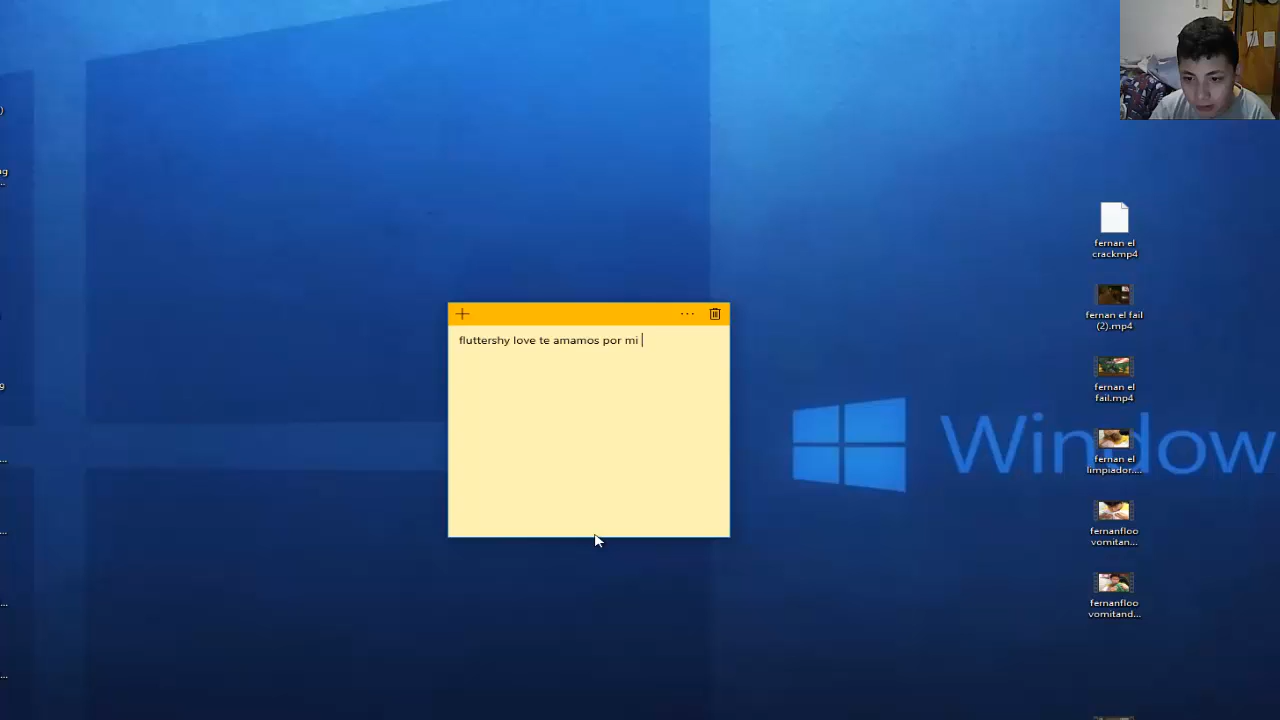 fernan el
crackmp4
fernan el fail
(2).mp4
fluttershy love te amamos por mi
fernan el
fail.mp4
fernan el
limpiador....
Window
fernanfloo
vomitan...
fernanfloo
vomitand...